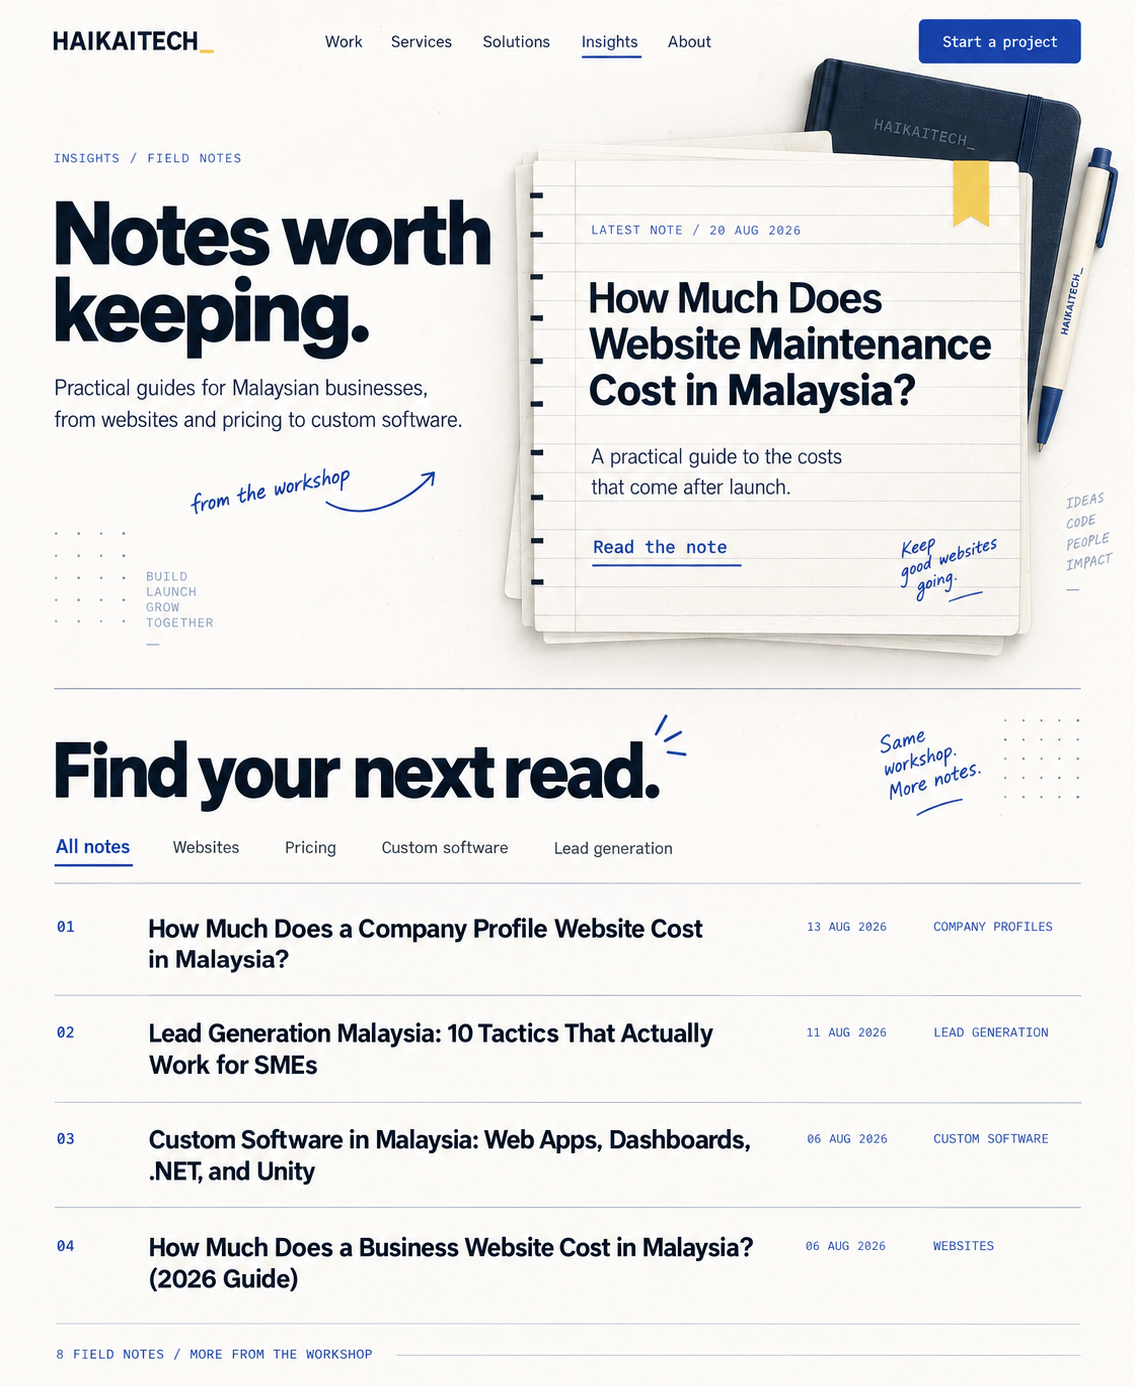 HAIKAITECH_
Work
Services
Solutions
Insights
About
Start a project
INSIGHTS / FIELD NOTES
Notes worth
keeping.
Practical guides for Malaysian businesses,
from websites and pricing to custom software.
from the workshop
BUILD
LAUNCH
GROW
TOGETHER
HAIKAITECH_
LATEST NOTE / 20 AUG 2026
How Much Does
Website Maintenance
Cost in Malaysia?
A practical guide to the costs
that come after launch.
Read the note
Keep
good websites
going.
HAIKAITECH_
IDEAS
CODE
PEOPLE
IMPACT
Find your next read.
Same
workshop.
More notes.
All notes
Websites
Pricing
Custom software
Lead generation
01
How Much Does a Company Profile Website Cost
in Malaysia?
13 AUG 2026
COMPANY PROFILES
02
Lead Generation Malaysia: 10 Tactics That Actually
Work for SMEs
11 AUG 2026
LEAD GENERATION
03
Custom Software in Malaysia: Web Apps, Dashboards,
.NET, and Unity
06 AUG 2026
CUSTOM SOFTWARE
04
How Much Does a Business Website Cost in Malaysia?
(2026 Guide)
06 AUG 2026
WEBSITES
8 FIELD NOTES / MORE FROM THE WORKSHOP